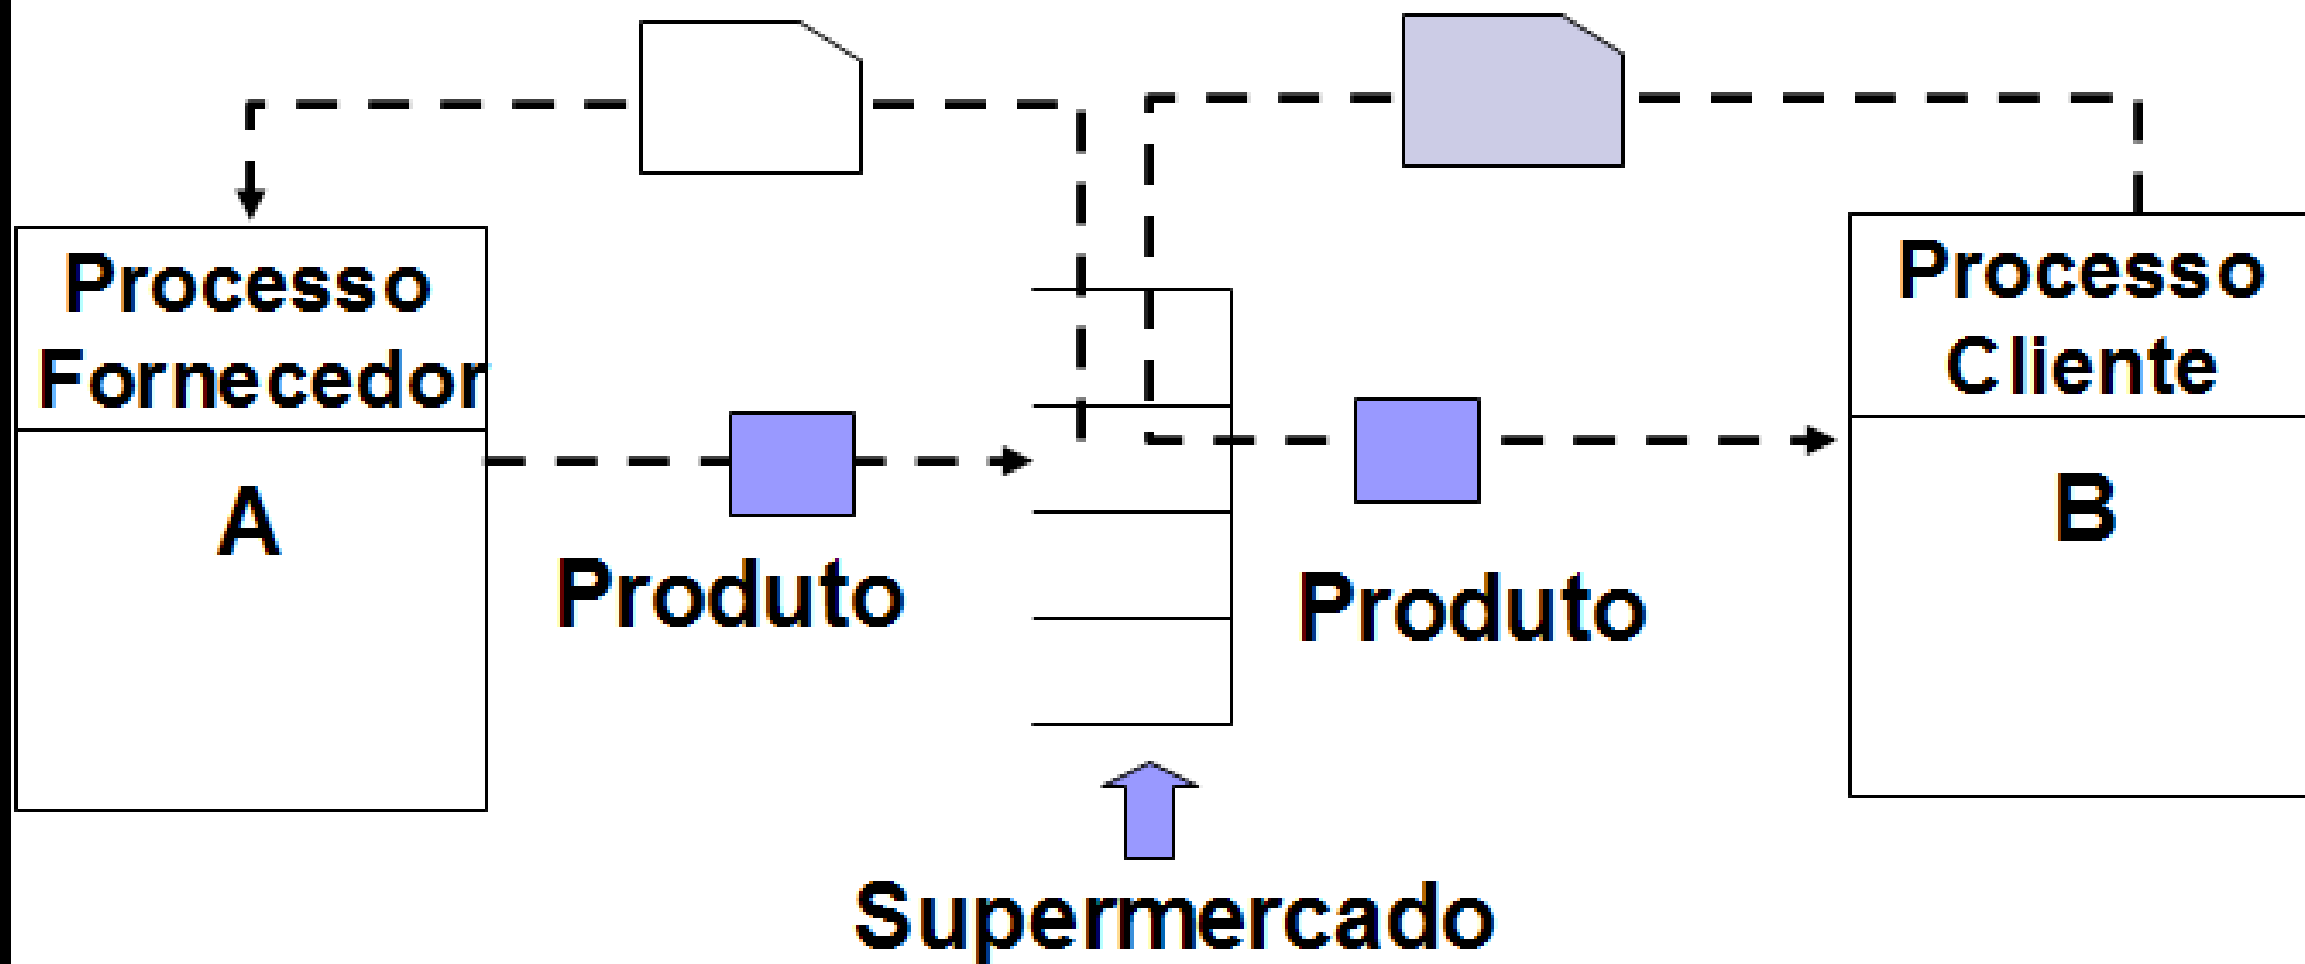 Processo
Fornecedor
A
Produto
Supermercado
Produto
Processo
Cliente
B